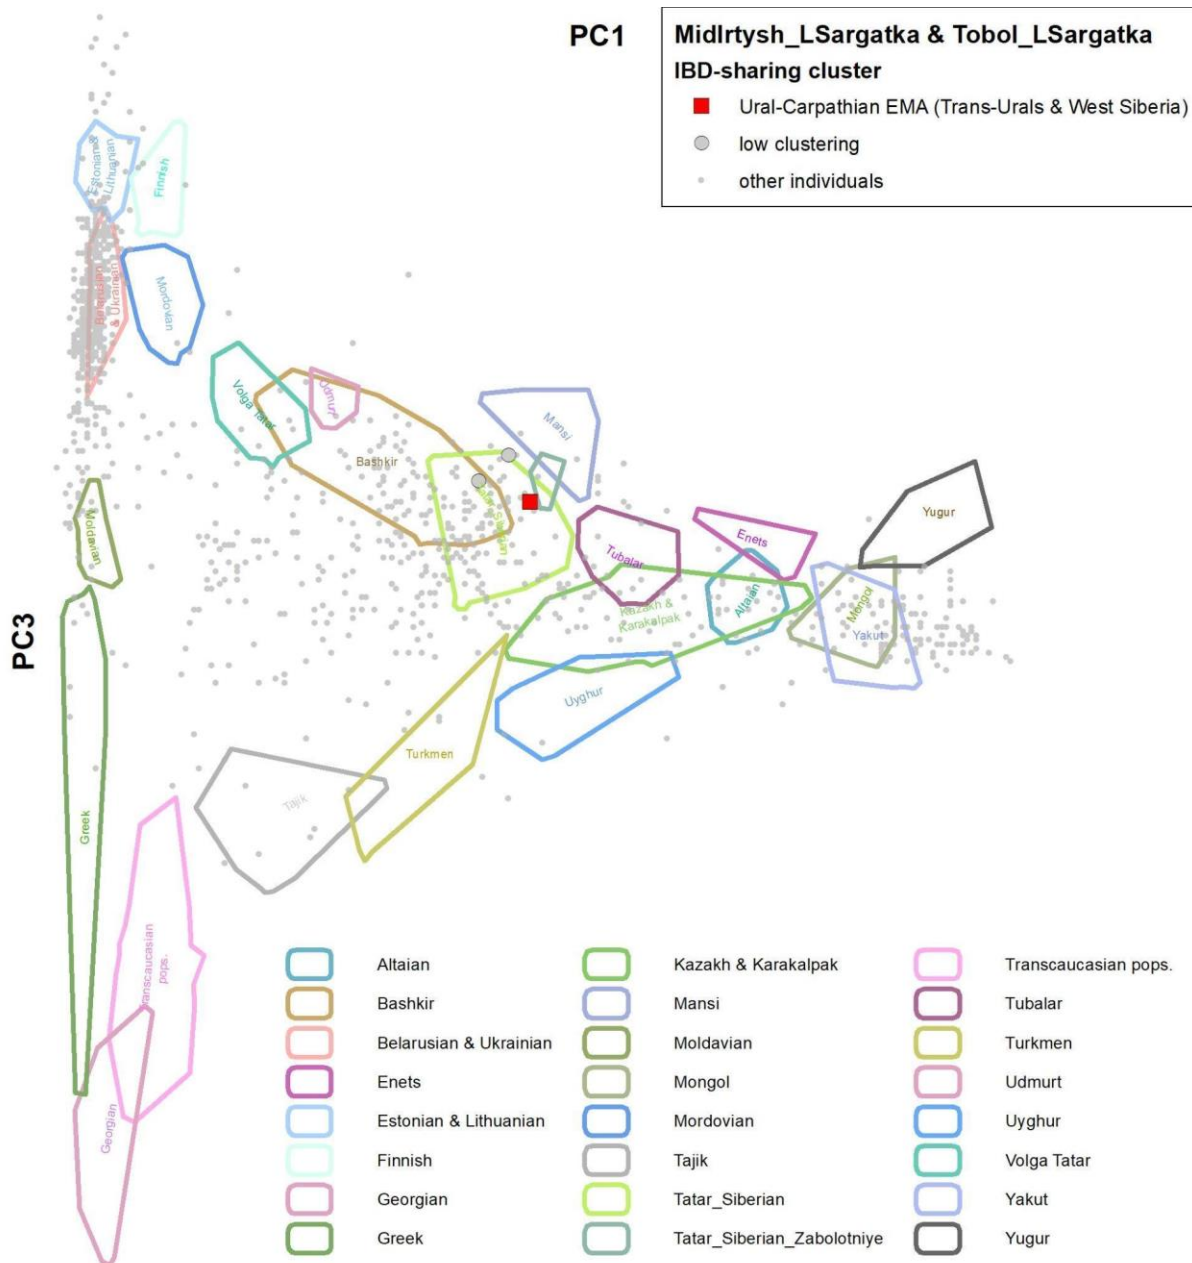 PC1
MidIrtysh_LSargatka & Tobol_LSargatka
IBD-sharing cluster
Ural-Carpathian EMA (Trans-Urals & West Siberia)
low clustering
other individuals
Estonian &
Lithuanian
Finnish
Belarusian
& Ukrainian
Mordovian
Volga Tatar
Udmurt
Bashkir
Mansi
Tatar_Siberian
Yugur
Moldavian
Tubalar
Enets
Altaian
Kazakh &
Karakalpak
Mongol
Yakut
PC3
Uyghur
Turkmen
Tajik
Greek
Transcaucasian
pops.
Georgian
Altaian
Bashkir
Belarusian & Ukrainian
Enets
Estonian & Lithuanian
Finnish
Georgian
Greek
Kazakh & Karakalpak
Mansi
Moldavian
Mongol
Mordovian
Tajik
Tatar_Siberian
Tatar_Siberian_Zabolotniye
Transcaucasian pops.
Tubalar
Turkmen
Udmurt
Uyghur
Volga Tatar
Yakut
Yugur